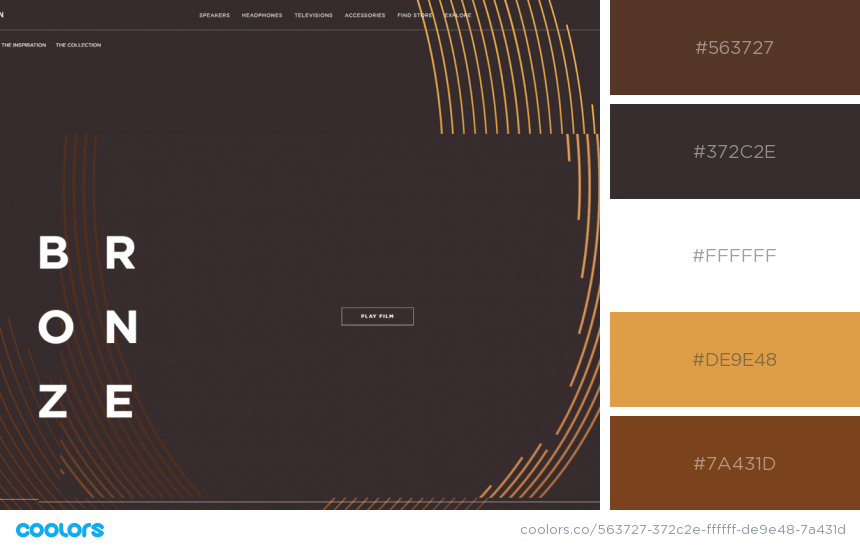 N
SPEAKERS HEADPHONES TELEVISIONS ACCESSORIES FIND STORE EXPLORE
THE INSPIRATION THE COLLECTION
B R
O N
Z E
PLAY FILM
#563727
#372C2E
#FFFFFF
#DE9E48
#7A431D
coolors
coolors.co/563727-372c2e-ffffff-de9e48-7a431d